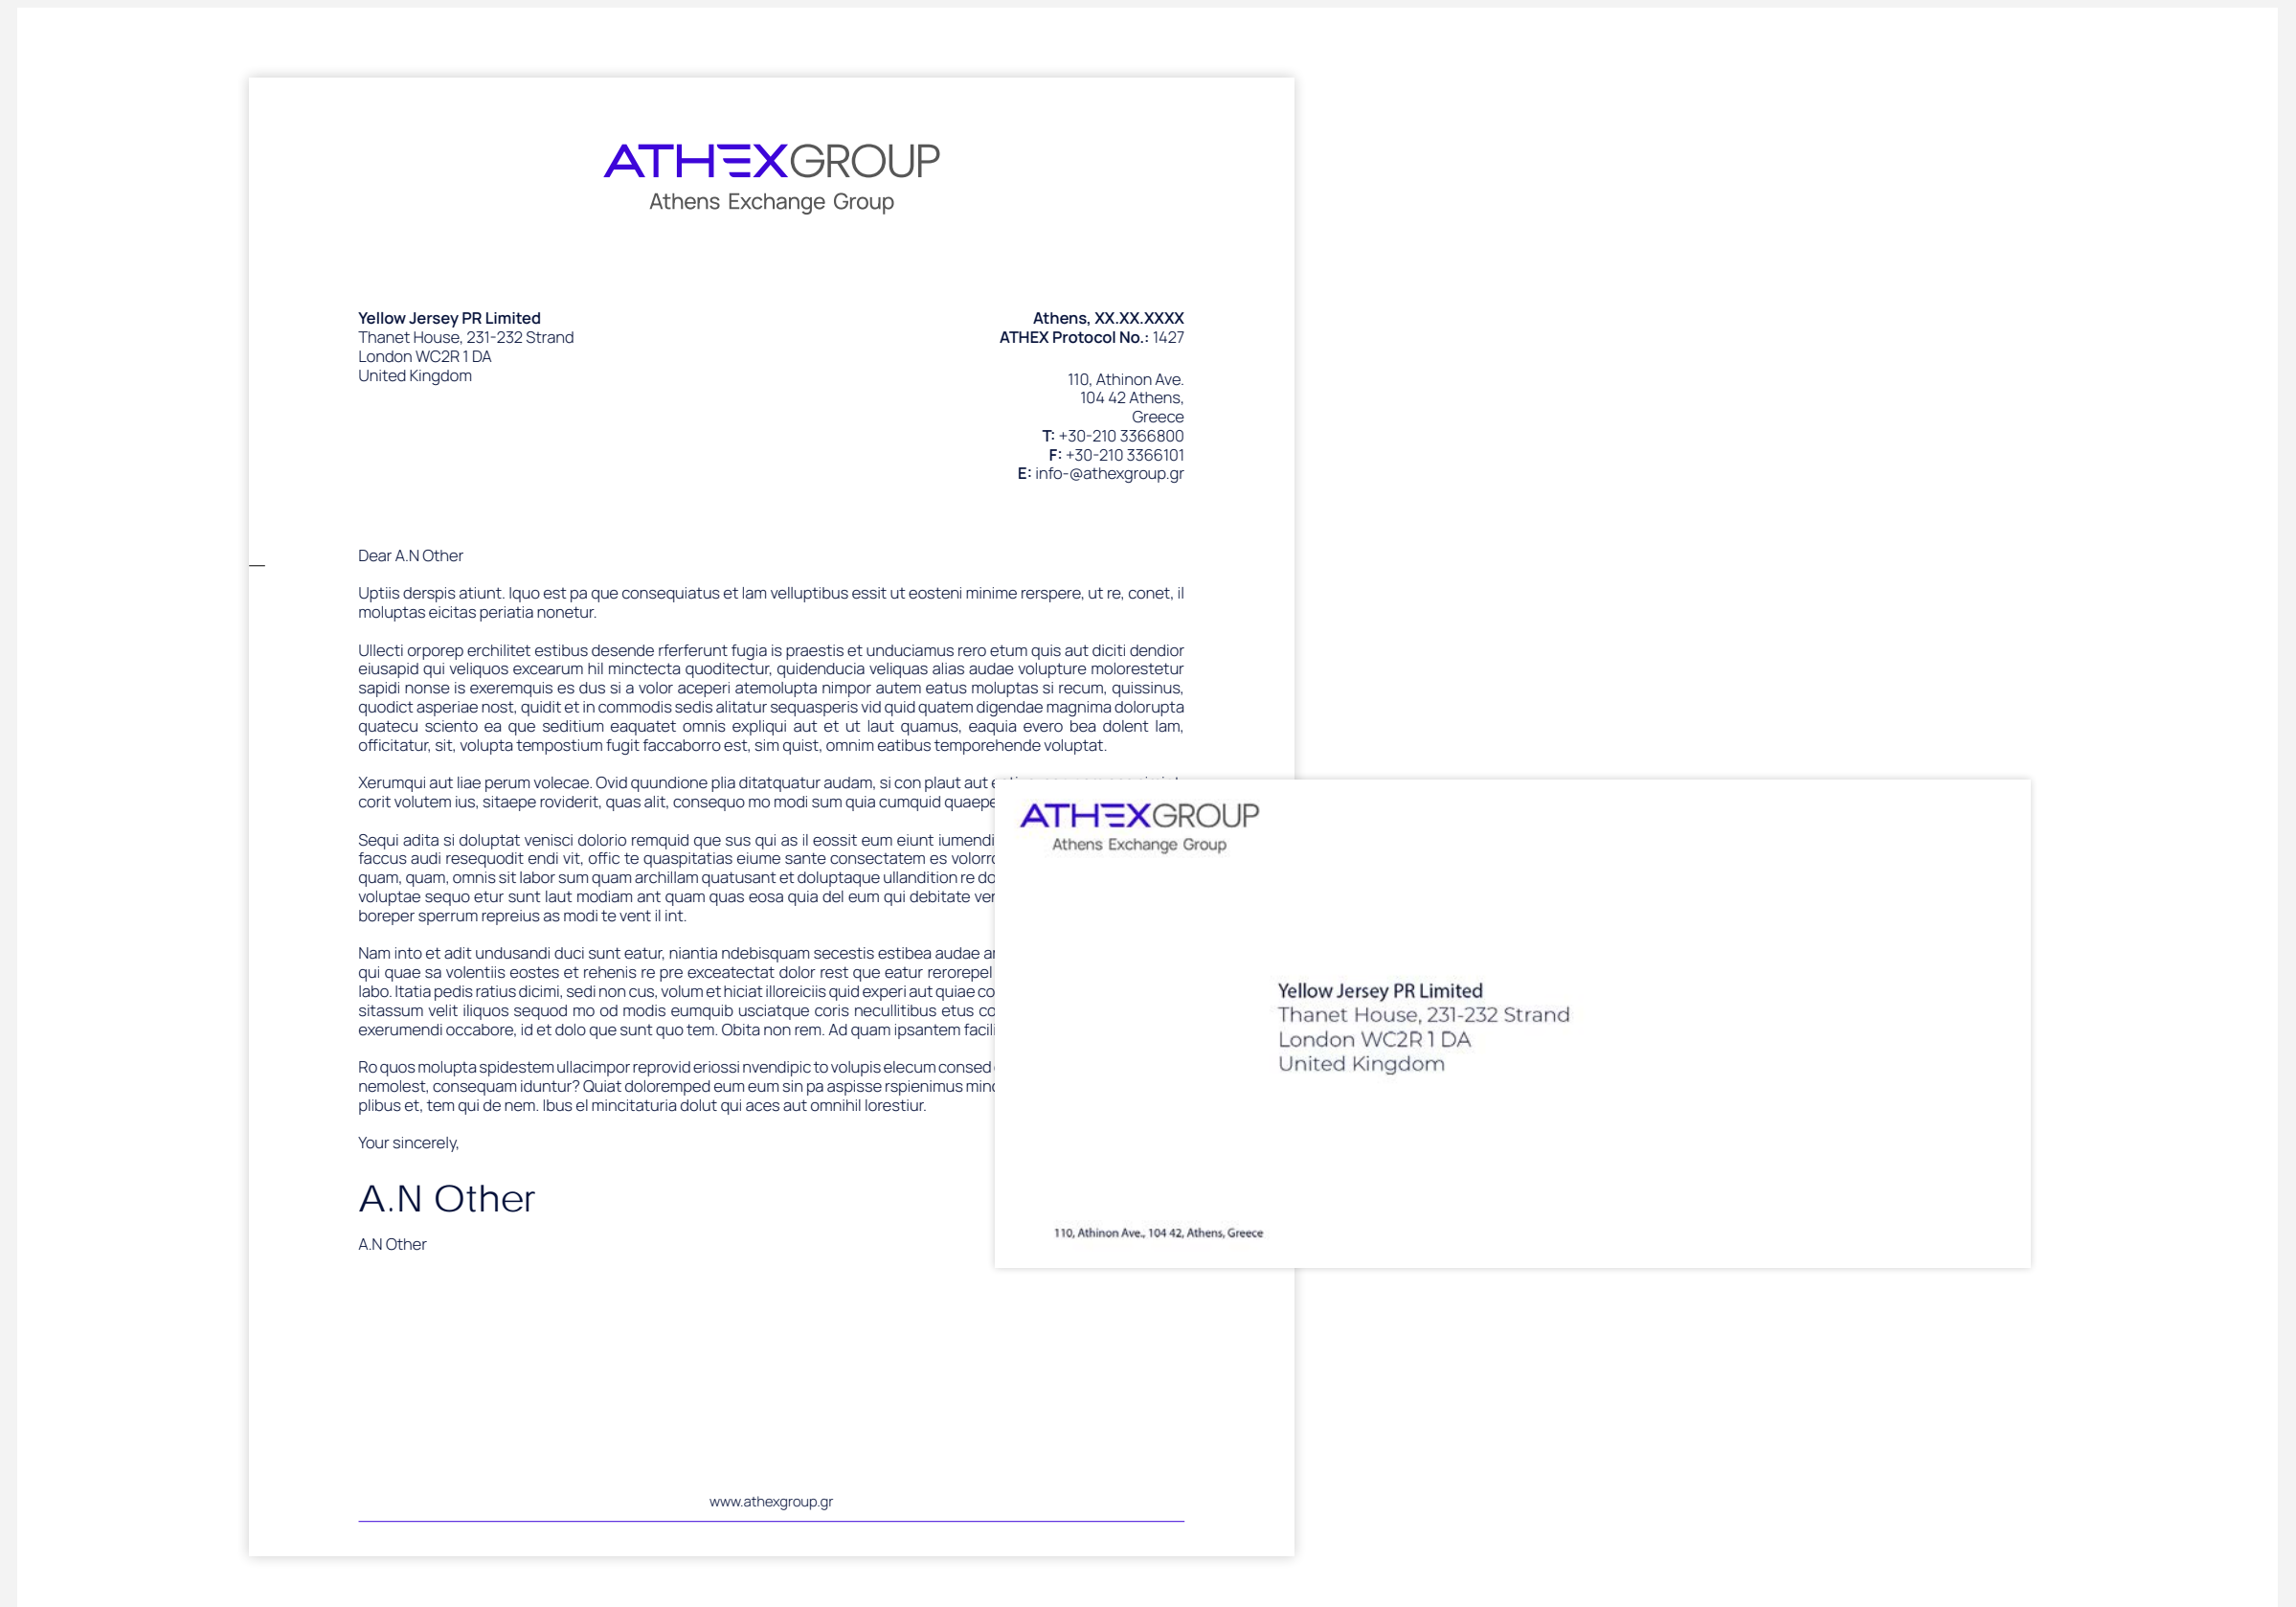 ATHEXGROUP
Athens Exchange Group
Yellow Jersey PR Limited
Thanet House, 231-232 Strand
London WC2R 1 DA
United Kingdom
Athens, XX.XX.XXXX
ATHEX Protocol No.: 1427
110, Athinon Ave.
104 42 Athens,
Greece
T: +30-210 3366800
F: +30-210 3366101
E: info-@athexgroup.gr
Dear A.N Other
Uptiis derspis atiunt. Iquo est pa que consequiatus et lam velluptibus essit ut eosteni minime rerspere, ut re, conet, il
moluptas eicitas periatia nonetur.
Ullecti orporep erchilitet estibus desende rferferunt fugia is praestis et unduciamus rero etum quis aut diciti dendior
eiusapid qui veliquos excearum hil minctecta quoditectur, quidenducia veliquas alias audae volupture molorestetur
sapidi nonse is exeremquis es dus si a volor aceperi atemolupta nimpor autem eatus moluptas si recum, quissinus,
quodict asperiae nost, quidit et in commodis sedis alitatur sequasperis vid quid quatem digendae magnima dolorupta
quatecu sciento ea que seditium eaquatet omnis expliqui aut et ut laut quamus, eaquia evero bea dolent lam,
officitatur, sit, volupta tempostium fugit faccaborro est, sim quist, omnim eatibus temporehende voluptat.
Xerumqui aut liae perum volecae. Ovid quundione plia ditatquatur audam, si con plaut aut
corit volutem ius, sitaepe roviderit, quas alit, consequo mo modi sum quia cumquid
Sequi adita si doluptat venisci dolorio remquid que sus qui as il eossit eum eiunt
faccus audi resequodit endi vit, offic te quaspitatias eiume sante consectatem es
quam, quam, omnis sit labor sum quam archillam quatusant et doluptaque ullandition re
voluptae sequo etur sunt laut modiam ant quam quas eosa quia del eum qui debitate
boreper sperrum repreius as modi te vent il int.
Nam into et adit undusandi duci sunt eatur, niantia ndebisquam secestis estibea audae
qui quae sa volentiis eostes et rehenis re pre exceatectat dolor rest que eatur rerorepel
labo. Itatia pedis ratius dicimi, sedi non cus, volum et hiciat illoreiciis quid experi aut quiae
sitassum velit iliquos sequod mo od modis eumquib usciatque coris necullitibus etus
exerumendi occabore, id et dolo que sunt quo tem. Obita non rem. Ad quam ipsantem
Ro quos molupta spidestem ullacimpor reprovid eriossi nvendipic to volupis elecum consed
nemolest, consequam iduntur? Quiat doloremped eum eum sin pa aspisse rspienimus
plibus et, tem qui de nem. Ibus el mincitaturia dolut qui aces aut omnihil lorestiur.
Your sincerely,
A.N Other
A.N Other
www.athexgroup.gr
ATHEXGROUP
Athens Exchange Group
Yellow Jersey PR Limited
Thanet House, 231-232 Strand
London WC2R 1 DA
United Kingdom
110, Athinon Ave., 104 42, Athens, Greece